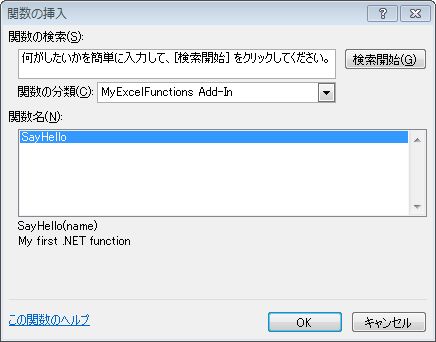 関数の挿入
関数の検索(S):
何がしたいかを簡単に入力して、[検索開始] をクリックしてください。
検索開始(G)
関数の分類(C): MyExcelFunctions Add-In
関数名(N):
SayHello
SayHello(name)
My first .NET function
この関数のヘルプ
OK
キャンセル